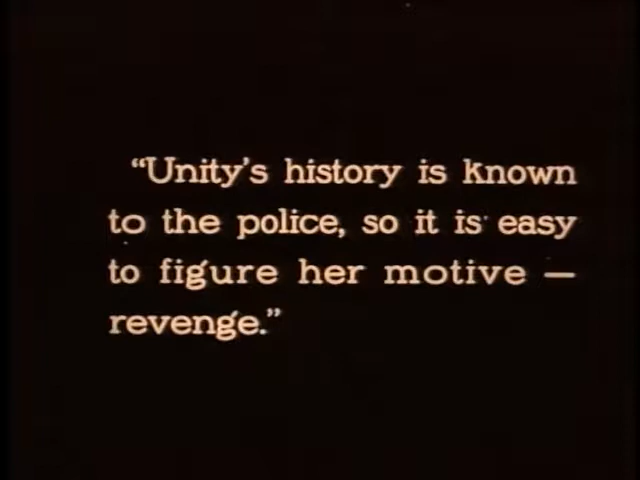 “Unity’s history is known
to the police, so it is easy
to figure her motive —
revenge.”